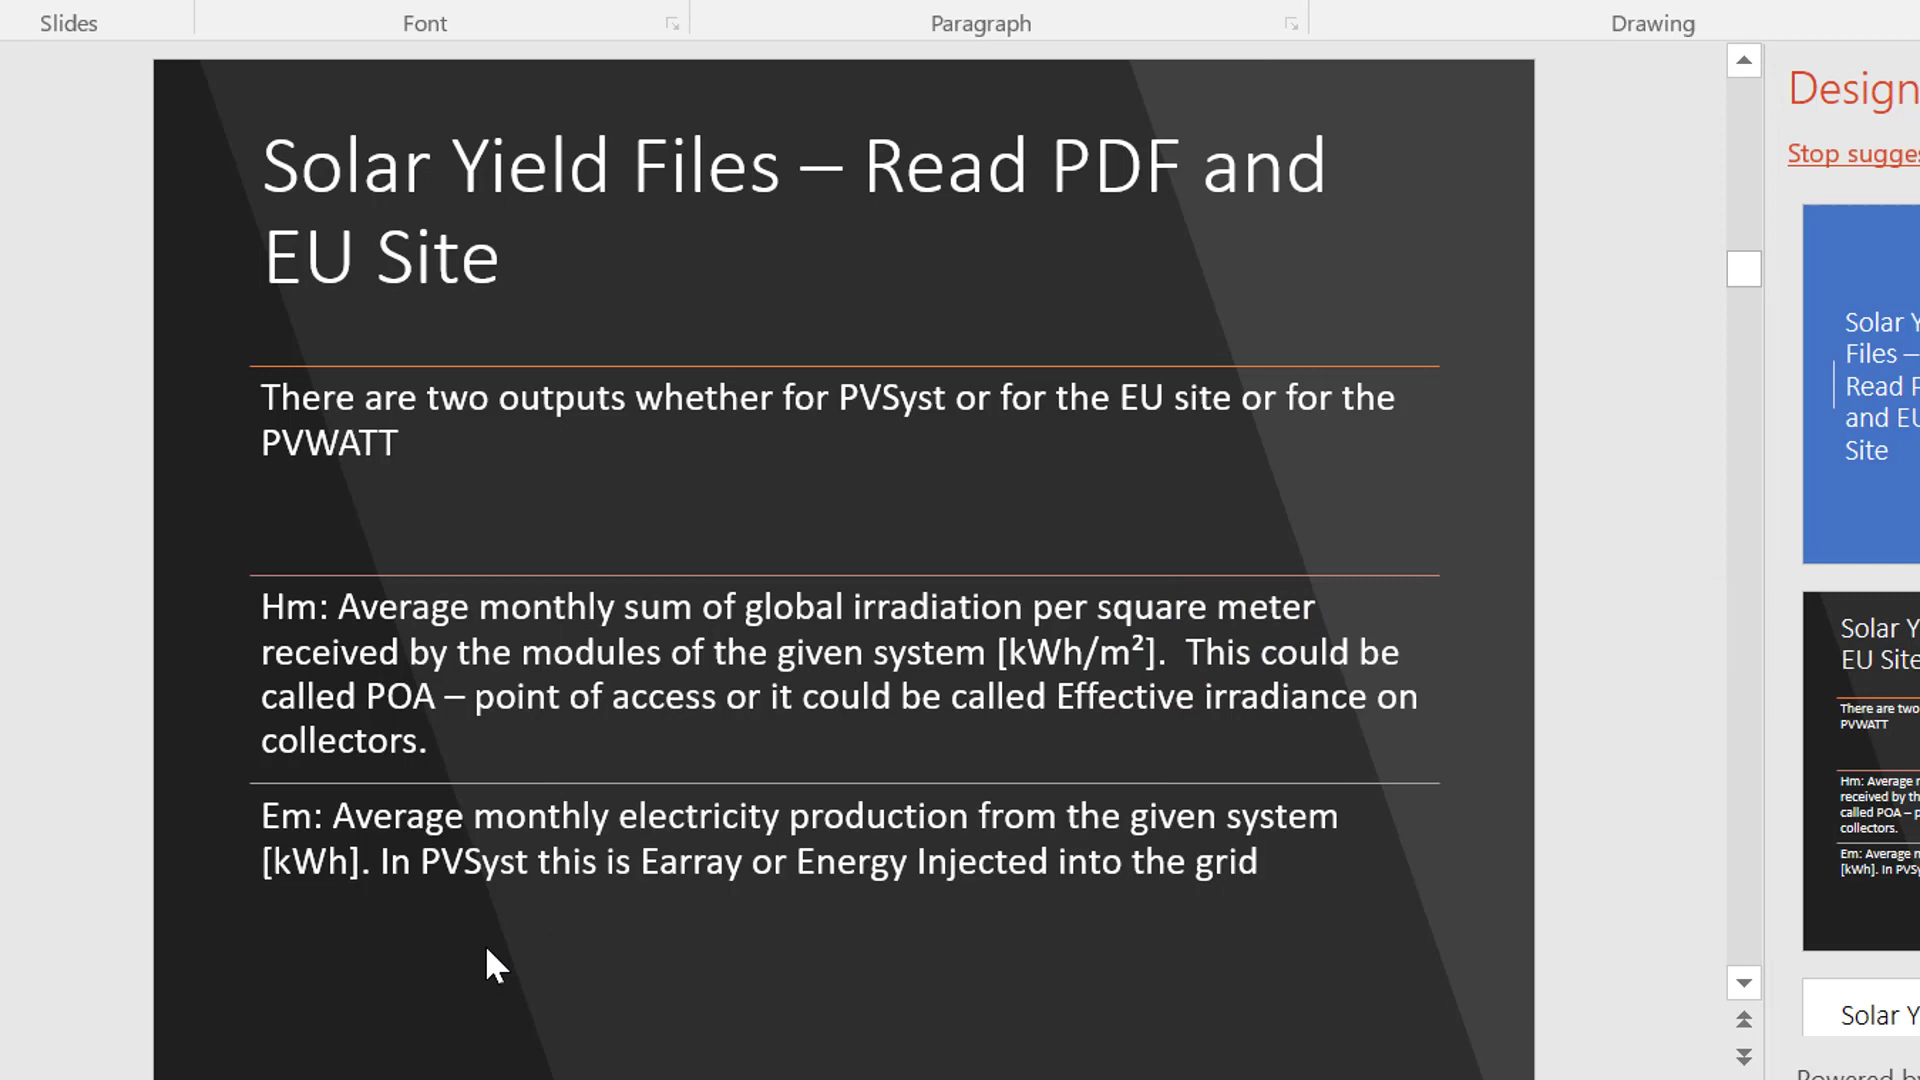 Slides Font Paragraph Drawing
Solar Yield Files – Read PDF and
EU Site
There are two outputs whether for PVSyst or for the EU site or for the
PVWATT
Hm: Average monthly sum of global irradiation per square meter
received by the modules of the given system [kWh/m²]. This could be
called POA – point of access or it could be called Effective irradiance on
collectors.
Em: Average monthly electricity production from the given system
[kWh]. In PVSyst this is Earray or Energy Injected into the grid
Design
Stop sugges
Solar Y
Files –
Read P
and EU
Site
Solar Y
EU Site
There are two
PVWATT
Hm: Average m
received by the
called POA – p
collectors.
Em: Average m
[kWh]. In PVSy
Solar Y
Powered by